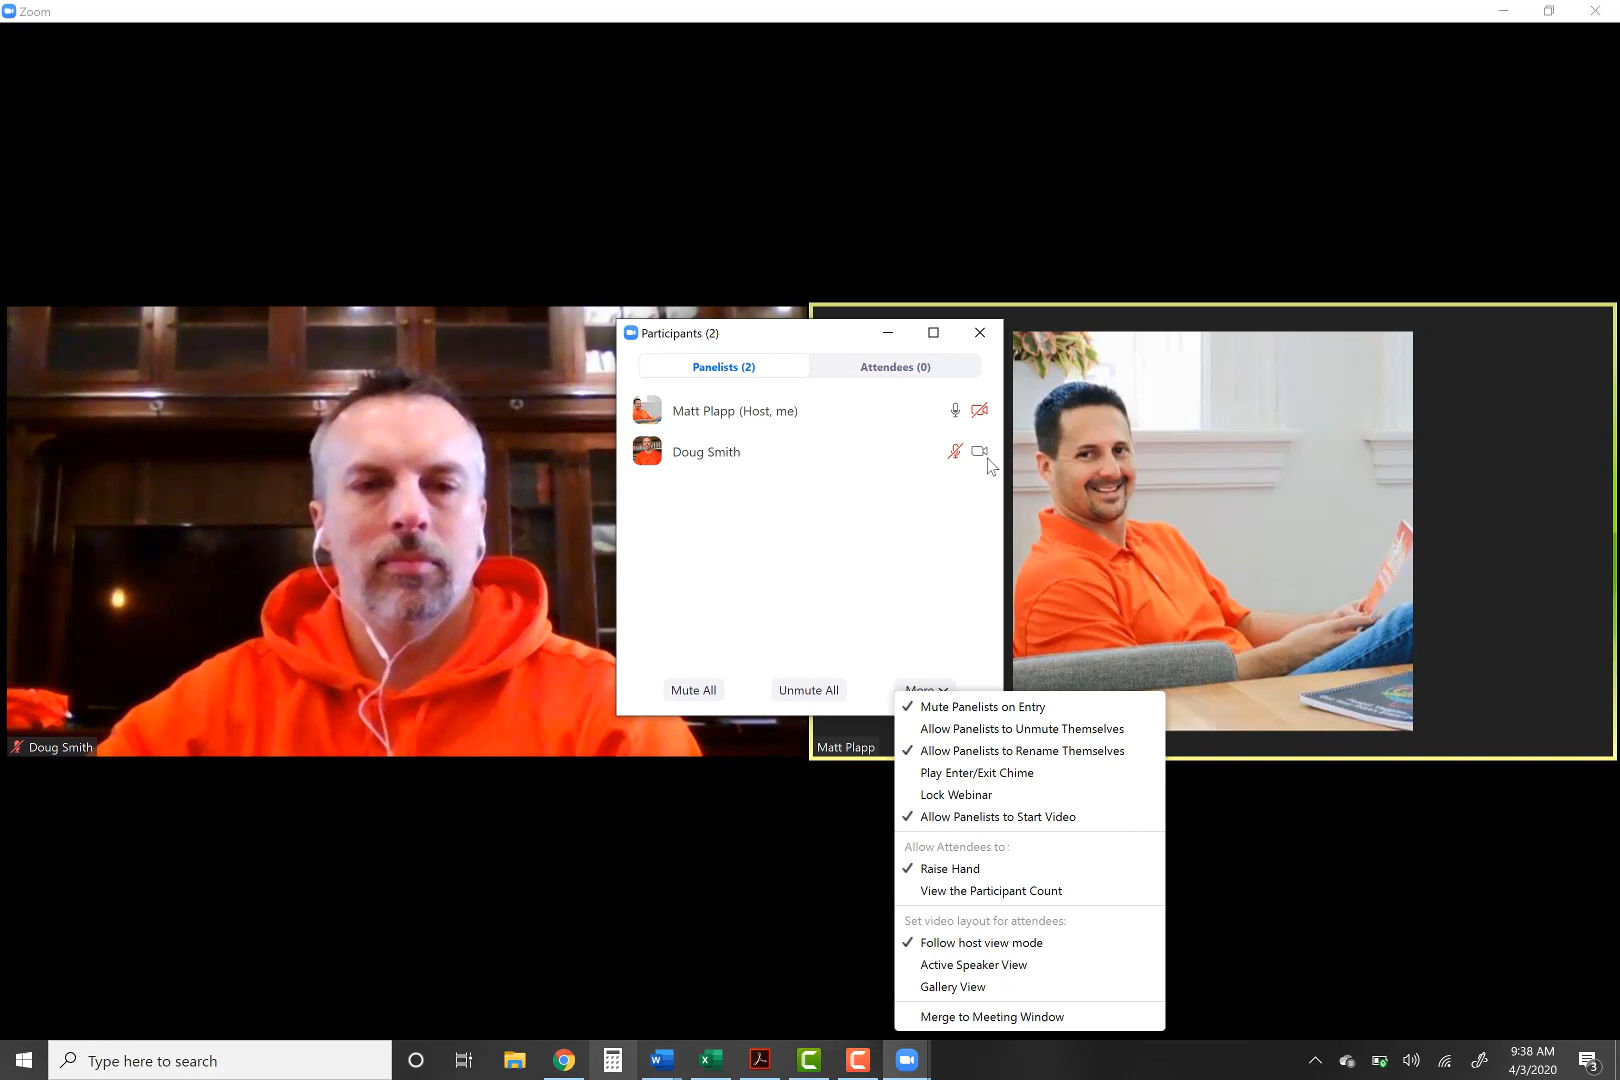 Zoom
Participants (2)
Panelists (2)
Attendees (0)
Matt Plapp (Host, me)
Doug Smith
Mute All
Unmute All
More
Mute Panelists on Entry
Allow Panelists to Unmute Themselves
Allow Panelists to Rename Themselves
Play Enter/Exit Chime
Lock Webinar
Allow Panelists to Start Video
Allow Attendees to:
Raise Hand
View the Participant Count
Set video layout for attendees:
Follow host view mode
Active Speaker View
Gallery View
Merge to Meeting Window
Doug Smith
Matt Plapp
Type here to search
9:38 AM
4/3/2020
3